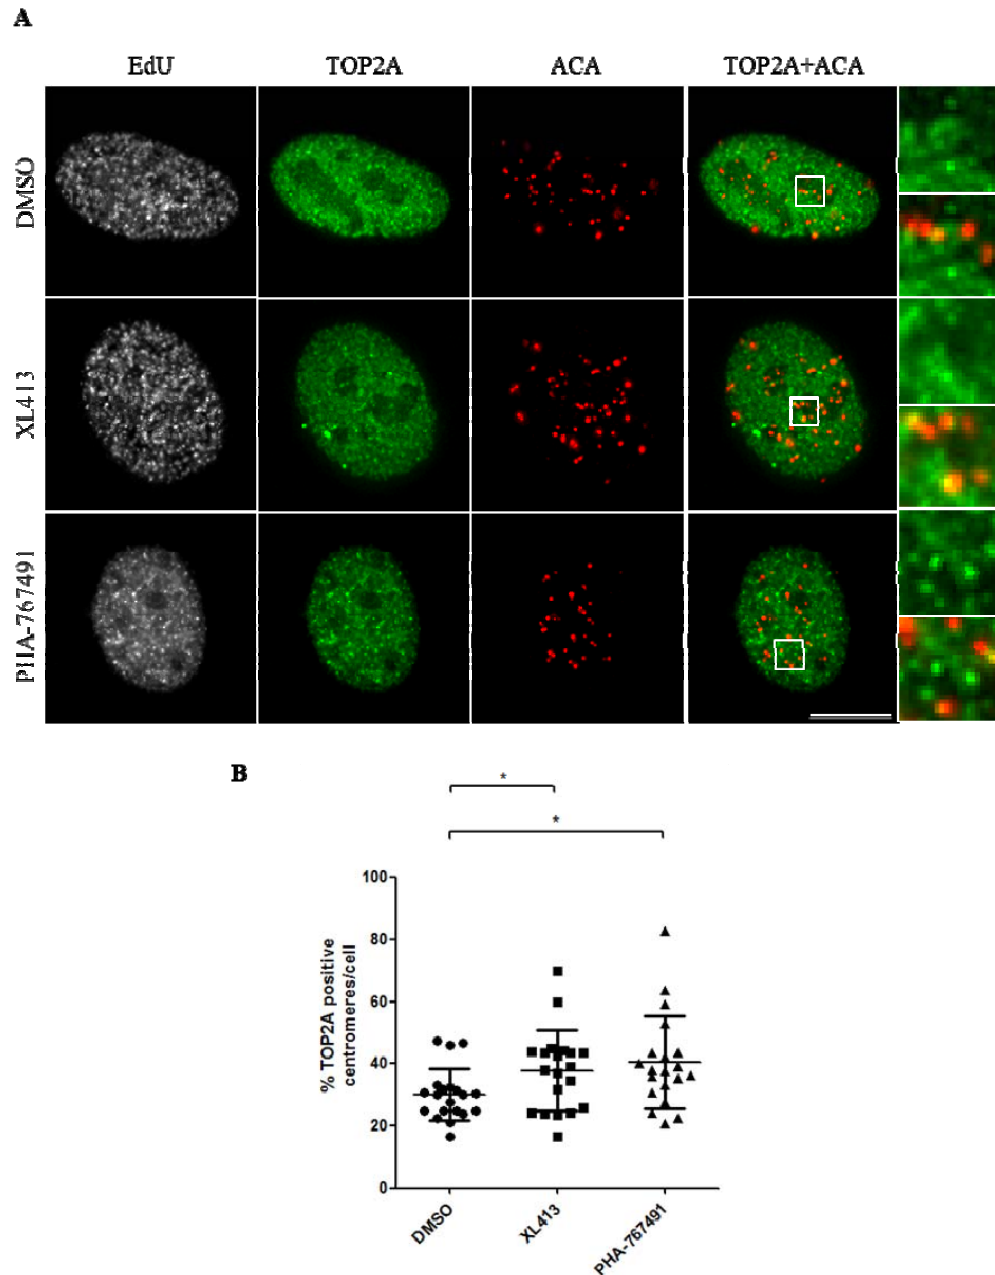 A
EdU TOP2A ACA TOP2A+ACA
DMSO
XL413
PHA-767491
B
*
*
100
80
60
40
20
0
% TOP2A positive
centromeres/cell
DMSO XL413 PHA-767491